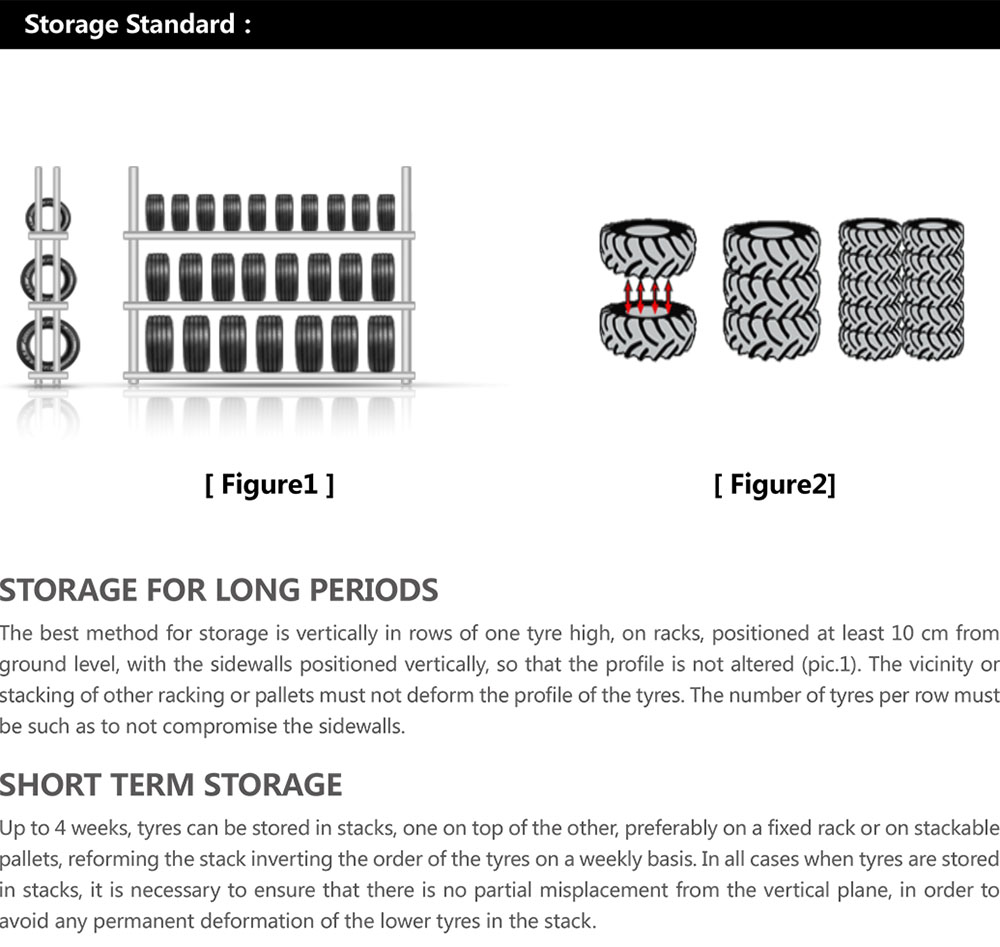 Storage Standard :
[ Figure1 ]
[ Figure2]
STORAGE FOR LONG PERIODS
The best method for storage is vertically in rows of one tyre high, on racks, positioned at least 10 cm from
ground level, with the sidewalls positioned vertically, so that the profile is not altered (pic.1). The vicinity or
stacking of other racking or pallets must not deform the profile of the tyres. The number of tyres per row must
be such as to not compromise the sidewalls.
SHORT TERM STORAGE
Up to 4 weeks, tyres can be stored in stacks, one on top of the other, preferably on a fixed rack or on stackable
pallets, reforming the stack inverting the order of the tyres on a weekly basis. In all cases when tyres are stored
in stacks, it is necessary to ensure that there is no partial misplacement from the vertical plane, in order to
avoid any permanent deformation of the lower tyres in the stack.